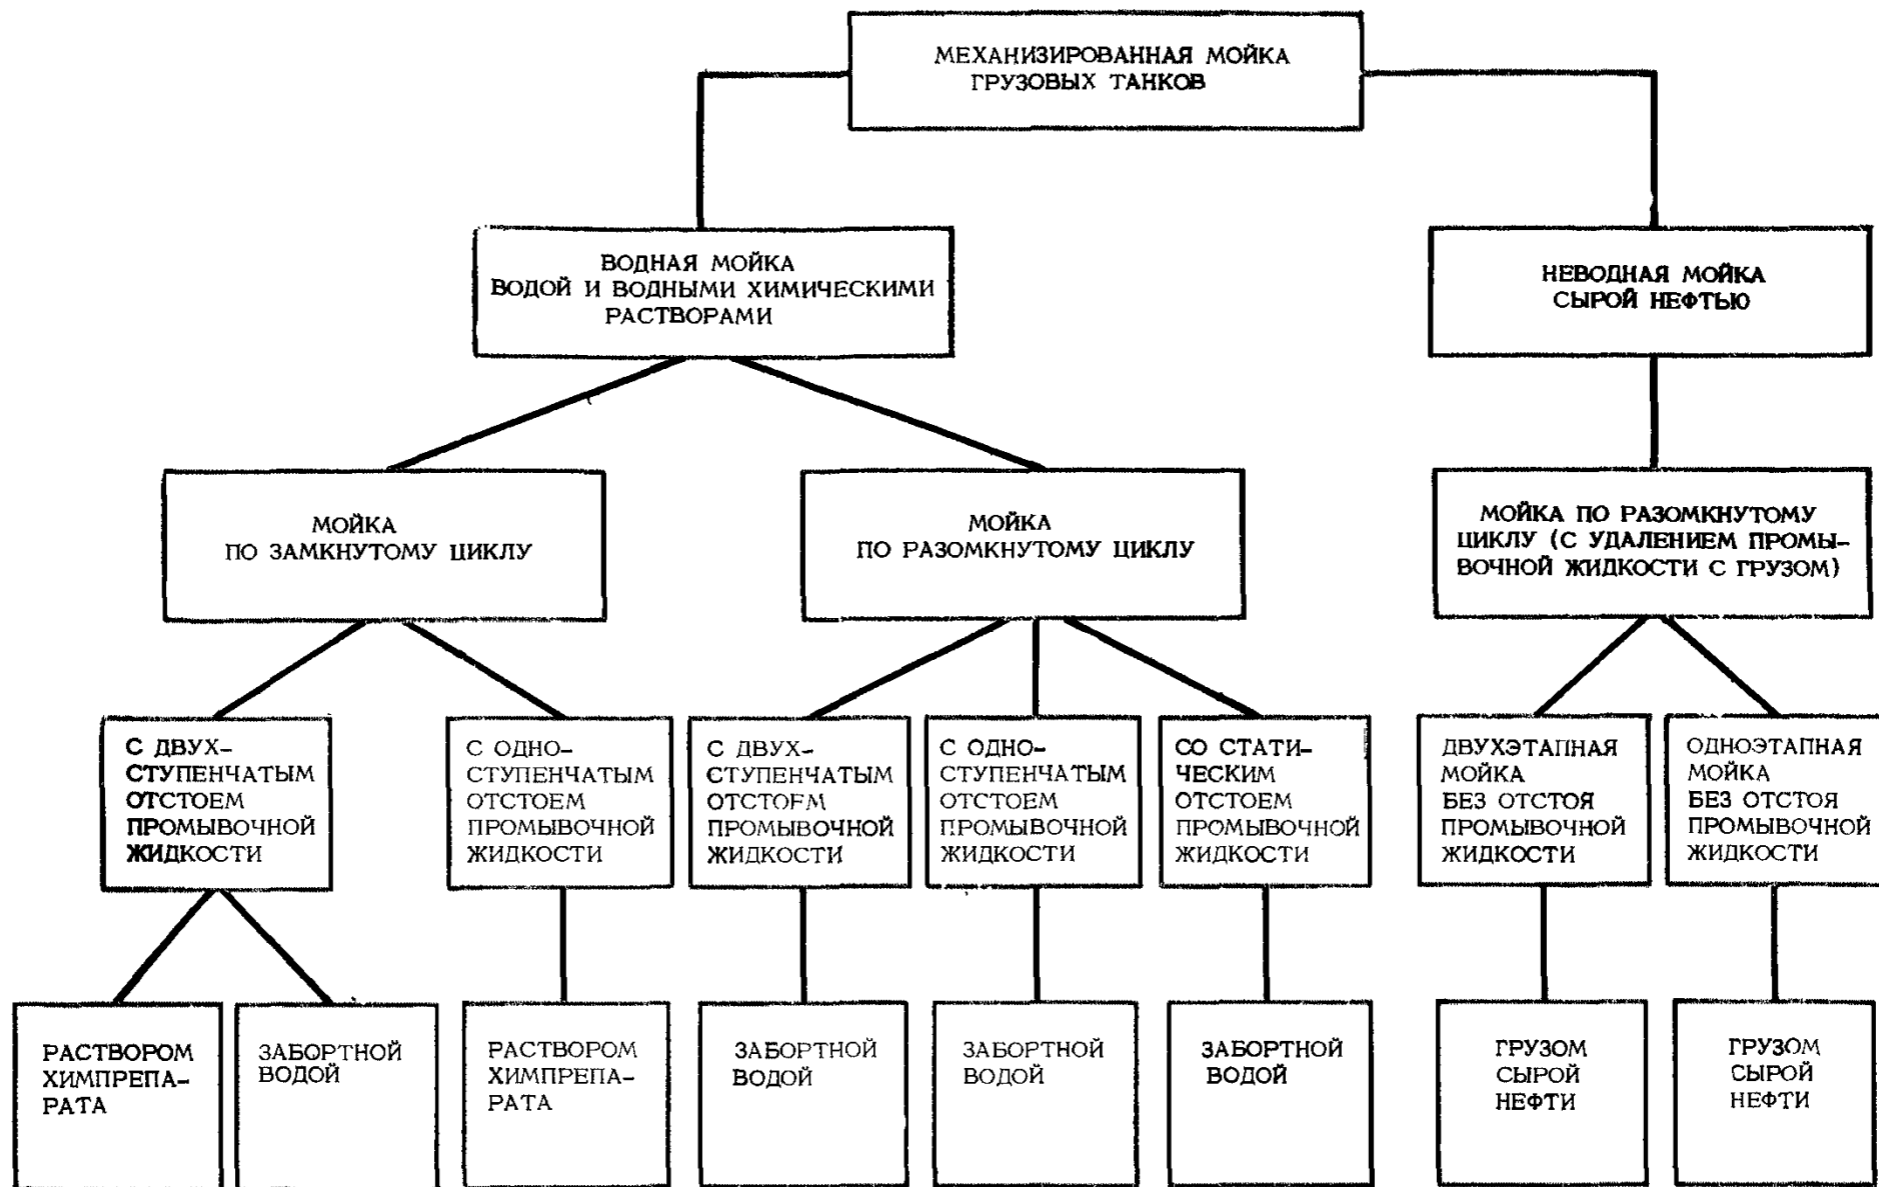 МЕХАНИЗИРОВАННАЯ МОЙКА
ГРУЗОВЫХ ТАНКОВ
ВОДНАЯ МОЙКА
ВОДОЙ И ВОДНЫМИ ХИМИЧЕСКИМИ
РАСТВОРАМИ
НЕВОДНАЯ МОЙКА
СЫРОЙ НЕФТЬЮ
МОЙКА
ПО ЗАМКНУТОМУ ЦИКЛУ
МОЙКА
ПО РАЗОМКНУТОМУ ЦИКЛУ
МОЙКА ПО РАЗОМКНУТОМУ
ЦИКЛУ (С УДАЛЕНИЕМ ПРОМЫ-
ВОЧНОЙ ЖИДКОСТИ С ГРУЗОМ)
С ДВУХ-
СТУПЕНЧАТЫМ
ОТСТОЕМ
ПРОМЫВОЧНОЙ
ЖИДКОСТИ
С ОДНО-
СТУПЕНЧАТЫМ
ОТСТОЕМ
ПРОМЫВОЧНОЙ
ЖИДКОСТИ
С ДВУХ-
СТУПЕНЧАТЫМ
ОТСТОЕМ
ПРОМЫВОЧНОЙ
ЖИДКОСТИ
С ОДНО-
СТУПЕНЧАТЫМ
ОТСТОЕМ
ПРОМЫВОЧНОЙ
ЖИДКОСТИ
СО СТАТИ-
ЧЕСКИМ
ОТСТОЕМ
ПРОМЫВОЧНОЙ
ЖИДКОСТИ
ДВУХЭТАПНАЯ
МОЙКА
БЕЗ ОТСТОЯ
ПРОМЫВОЧНОЙ
ЖИДКОСТИ
ОДНОЭТАПНАЯ
МОЙКА
БЕЗ ОТСТОЯ
ПРОМЫВОЧНОЙ
ЖИДКОСТИ
РАСТВОРОМ
ХИМПРЕПА-
РАТА
ЗАБОРТНОЙ
ВОДОЙ
РАСТВОРОМ
ХИМПРЕПА-
РАТА
ЗАБОРТНОЙ
ВОДОЙ
ЗАБОРТНОЙ
ВОДОЙ
ЗАБОРТНОЙ
ВОДОЙ
ГРУЗОМ
СЫРОЙ
НЕФТИ
ГРУЗОМ
СЫРОЙ
НЕФТИ